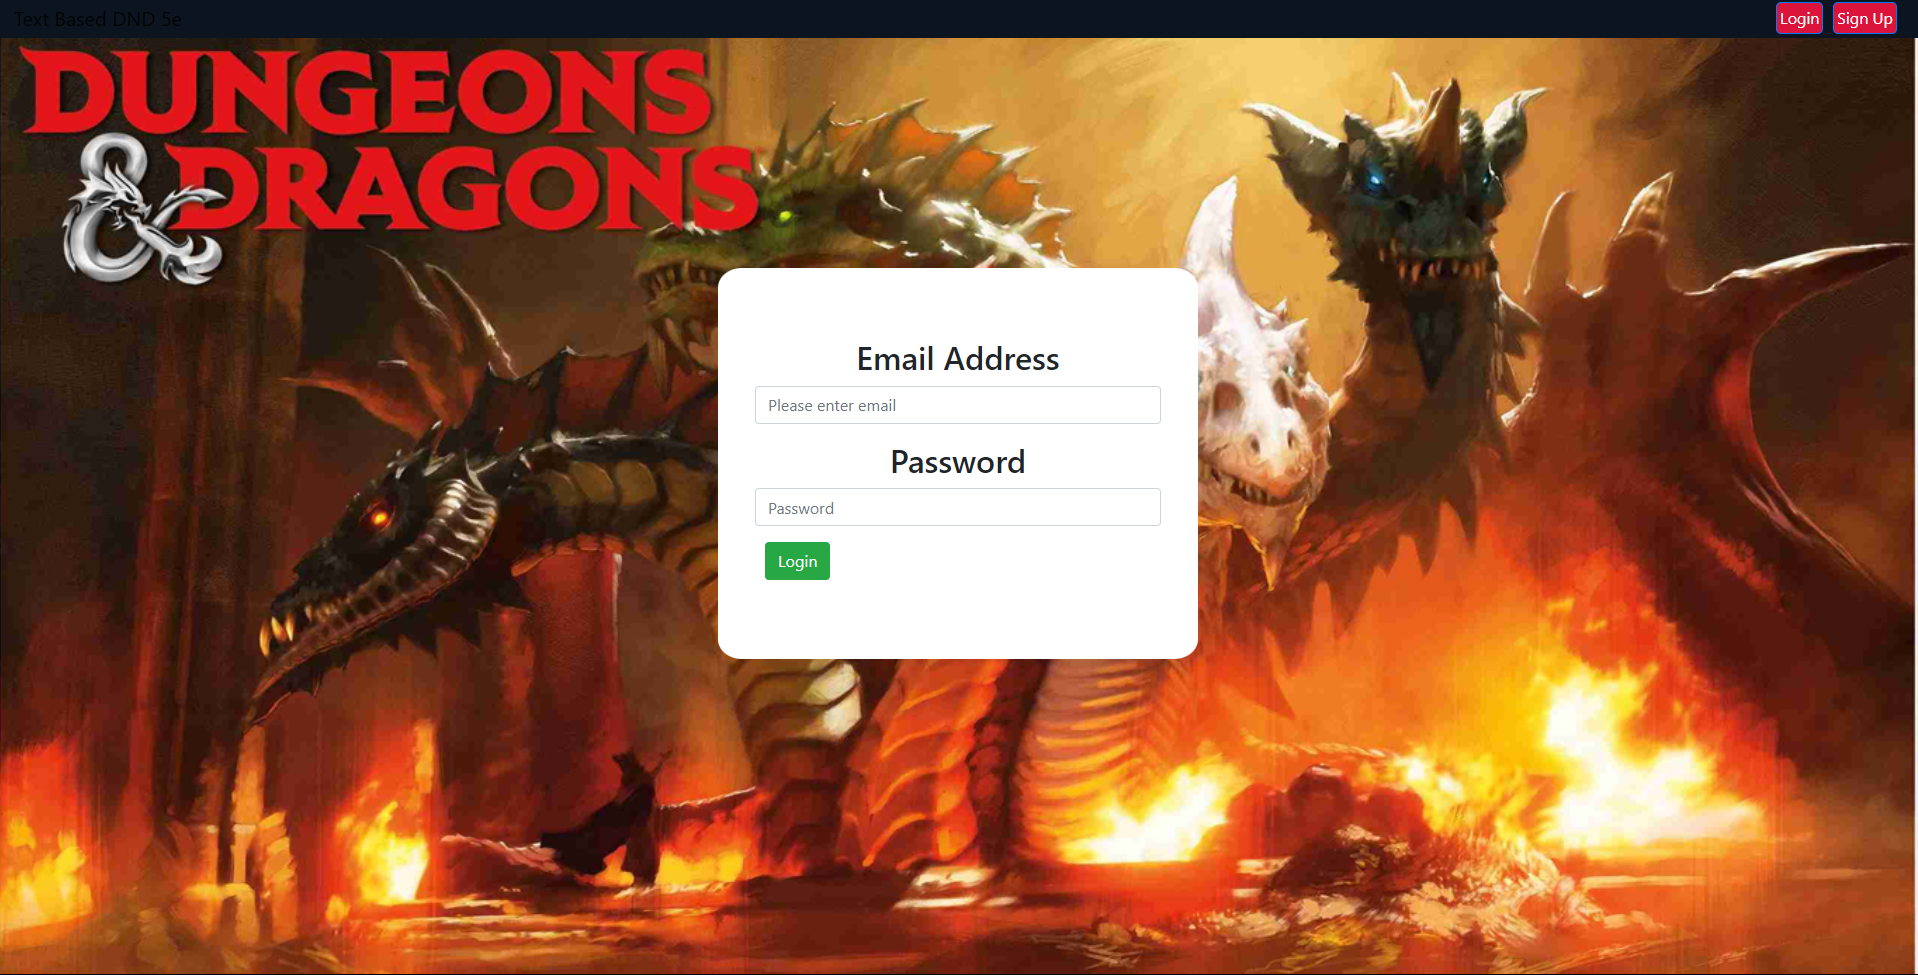 Text Based DND 5e
Login
Sign Up
DUNGEONS
& DRAGONS
Email Address
Please enter email
Password
Password
Login